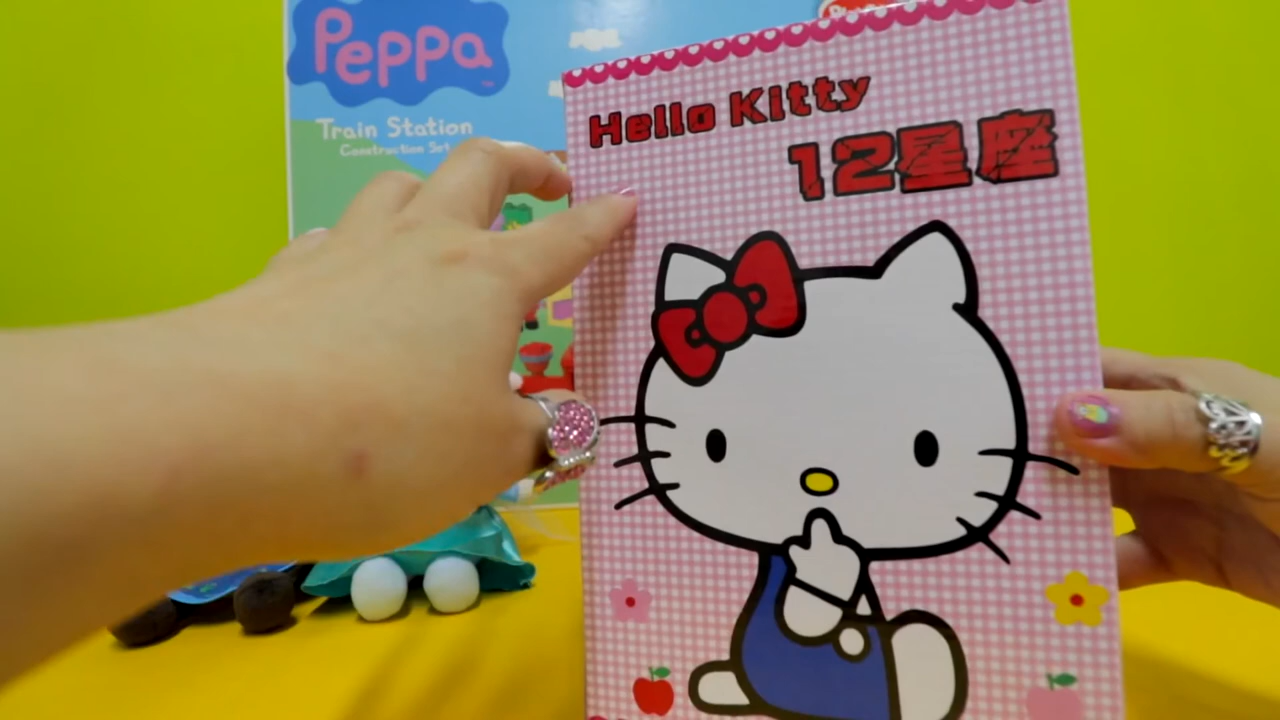 Peppa
Train Station
Construction Set
Hello Kitty
12星座